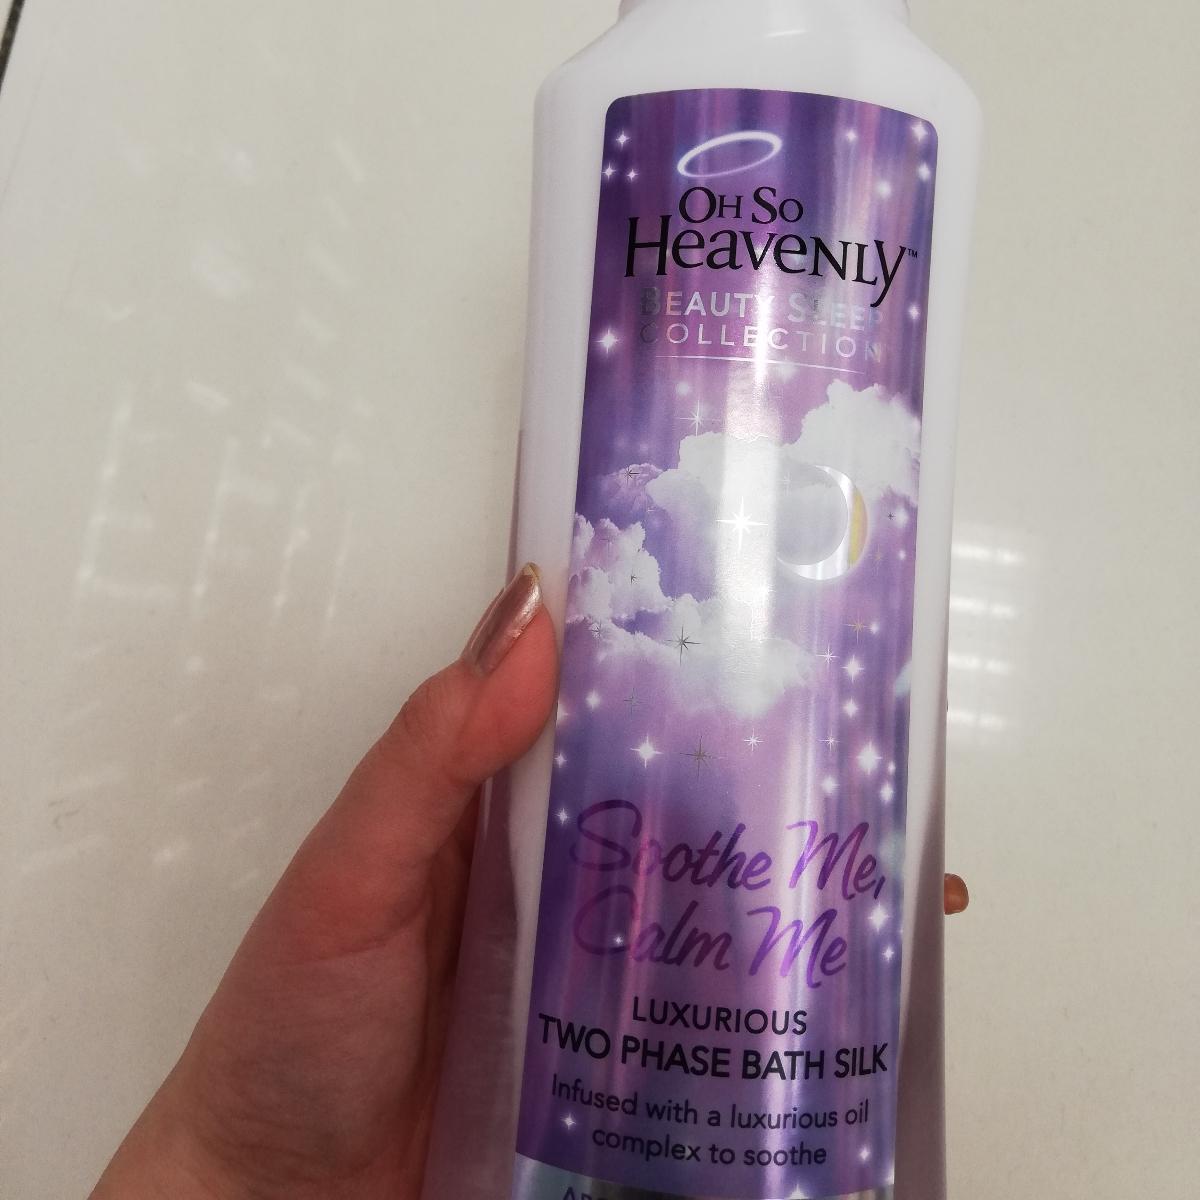 OH SO
HEAVENLY™
BEAUTY SLEEP
COLLECTION
Soothe Me,
Calm Me
LUXURIOUS
TWO PHASE BATH SILK
Infused with a luxurious oil
complex to soothe